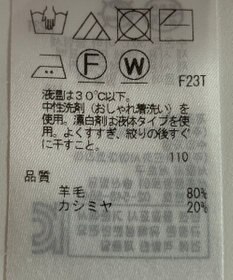 F W
F23T
液温は30℃以下。
中性洗剤(おしゃれ着洗い)を
使用。漂白剤は液体タイプを使
用。よくすすぎ、絞りの後すぐ
に干すこと。
110
品質
羊毛 80%
カシミヤ 20%